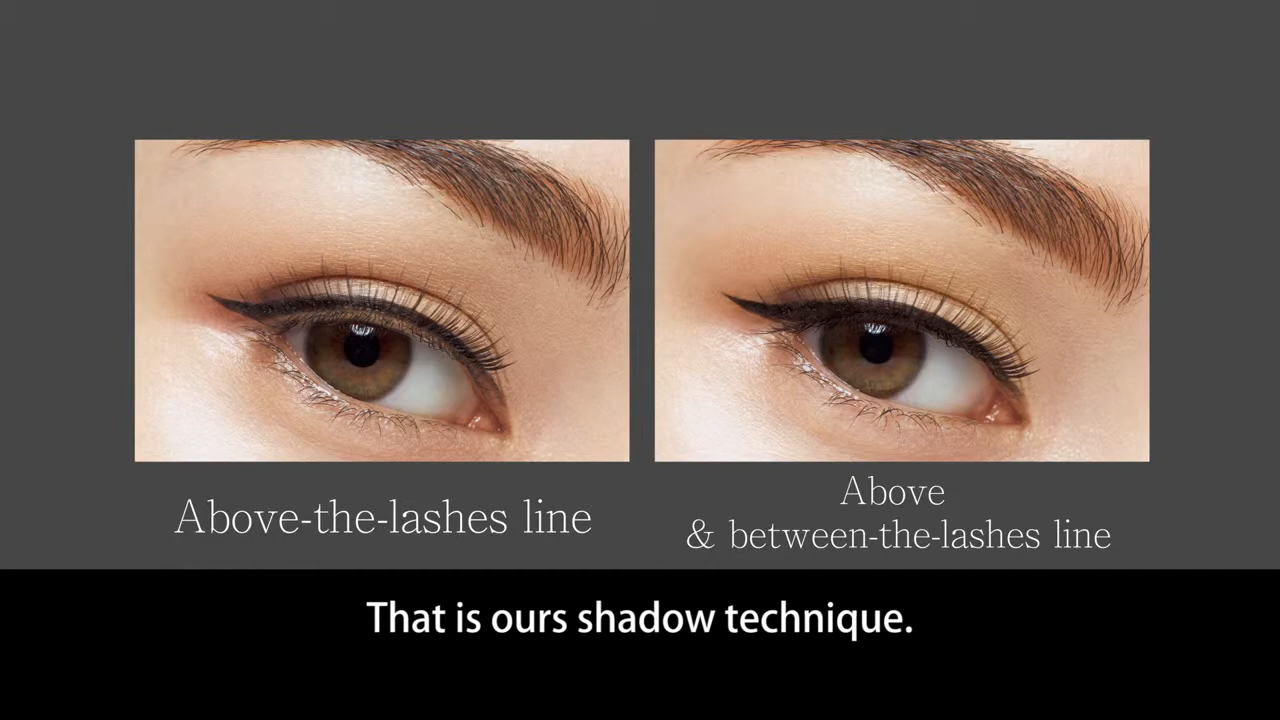 Above-the-lashes line
Above
& between-the-lashes line
That is ours shadow technique.